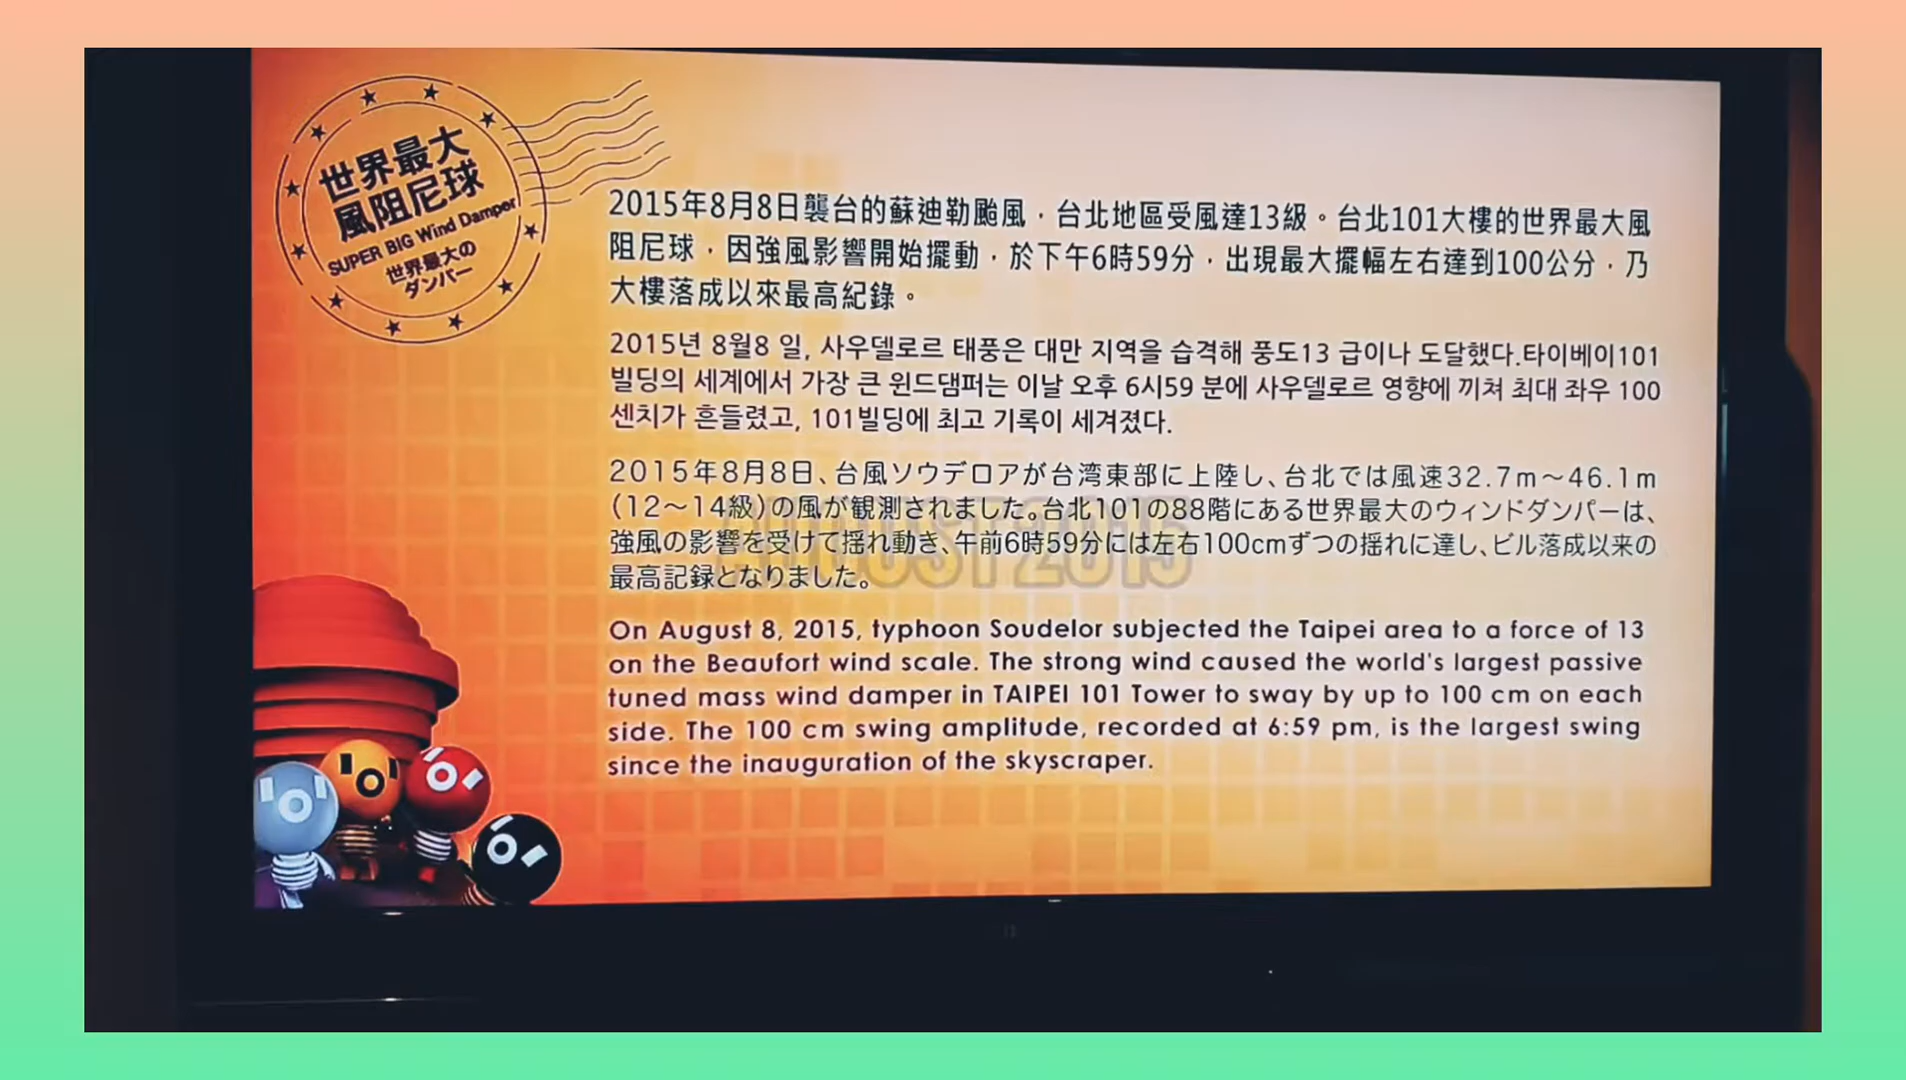 世界最大
風阻尼球
SUPER BIG Wind Damper
世界最大の
ダンパー
2015年8月8日襲台的蘇迪勒颱風，台北地區受風達13級。台北101大樓的世界最大風
阻尼球，因強風影響開始擺動，於下午6時59分，出現最大擺幅左右達到100公分，乃
大樓落成以來最高紀錄。
2015년 8월8 일, 사우델로르 태풍은 대만 지역을 습격해 풍도13 급이나 도달했다.타이베이101
빌딩의 세계에서 가장 큰 윈드댐퍼는 이날 오후 6시59 분에 사우델로르 영향에 끼쳐 최대 좌우 100
센치가 흔들렸고, 101빌딩에 최고 기록이 세겨졌다.
2015年8月8日、台風ソウデロアが台湾東部に上陸し、台北では風速32.7m～46.1m
（12～14級）の風が観測されました。台北101の88階にある世界最大のウィンドダンパーは、
強風の影響を受けて揺れ動き、午前6時59分には左右100cmずつの揺れに達し、ビル落成以来の
最高記録となりました。
AUGUST 2015
On August 8, 2015, typhoon Soudelor subjected the Taipei area to a force of 13
on the Beaufort wind scale. The strong wind caused the world's largest passive
tuned mass wind damper in TAIPEI 101 Tower to sway by up to 100 cm on each
side. The 100 cm swing amplitude, recorded at 6:59 pm, is the largest swing
since the inauguration of the skyscraper.